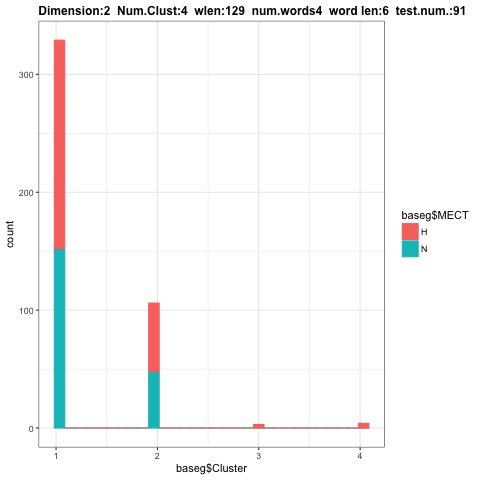 Dimension:2  Num.Clust:4  wlen:129  num.words4  word len:6  test.num.:91
300
200
100
0
count
1 2 3 4
baseg$Cluster
baseg$MECT
H
N